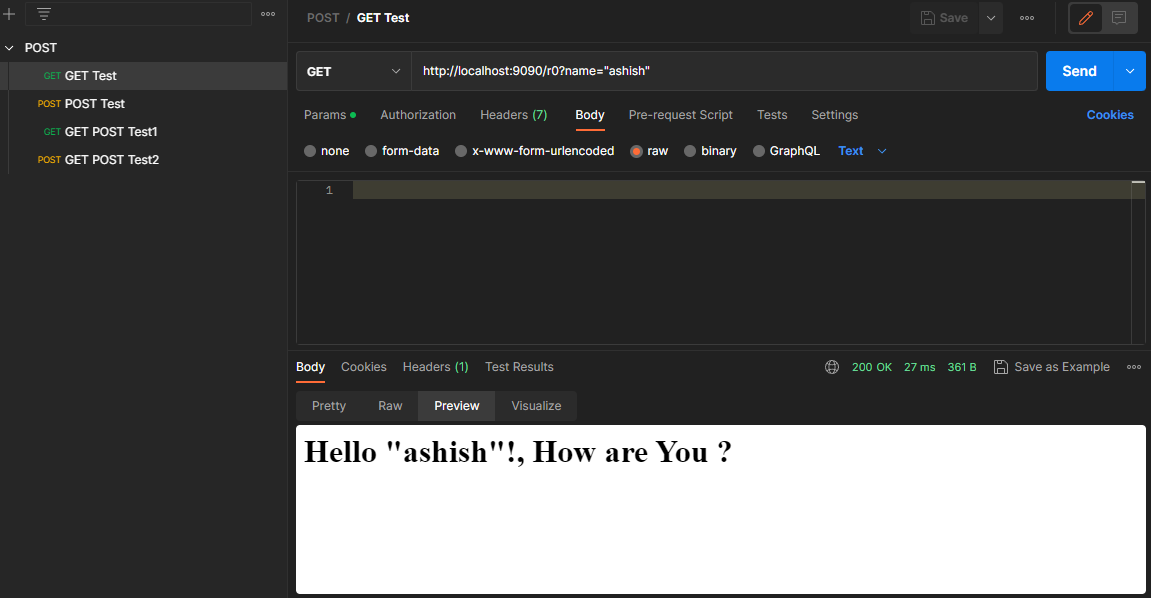 POST / GET Test
Save
POST
GET GET Test
POST POST Test
GET GET POST Test1
POST GET POST Test2
GET http://localhost:9090/r0?name="ashish" Send
Params Authorization Headers (7) Body Pre-request Script Tests Settings Cookies
none form-data x-www-form-urlencoded raw binary GraphQL Text
1
Body Cookies Headers (1) Test Results 200 OK 27 ms 361 B Save as Example
Pretty Raw Preview Visualize
Hello "ashish"!, How are You ?